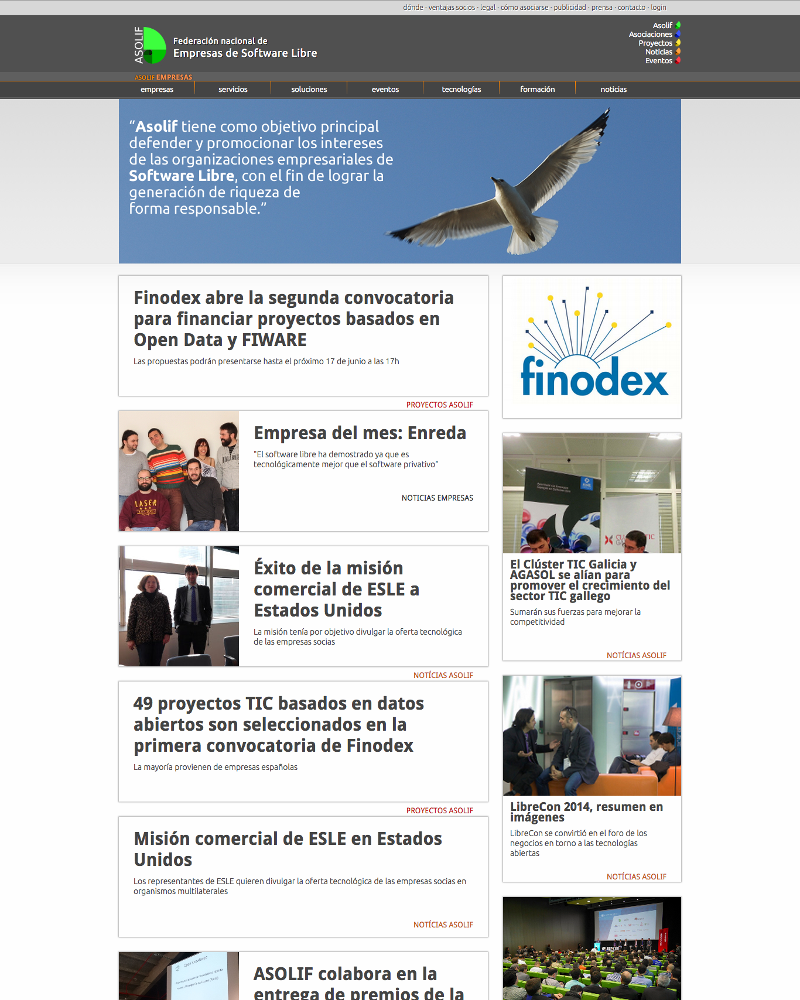 dónde · ventajas socios · legal · cómo asociarse · publicidad · prensa · contacto · login
ASOLIF
Federación nacional de
Empresas de Software Libre
Asolif
Asociaciones
Proyectos
Noticias
Eventos
ASOLIF EMPRESAS
empresas
servicios
soluciones
eventos
tecnologías
formación
noticias
“Asolif tiene como objetivo principal
defender y promocionar los intereses
de las organizaciones empresariales de
Software Libre, con el fin de lograr la
generación de riqueza de
forma responsable.“
Finodex abre la segunda convocatoria
para financiar proyectos basados en
Open Data y FIWARE
Las propuestas podrán presentarse hasta el próximo 17 de junio a las 17h
PROYECTOS ASOLIF
Empresa del mes: Enreda
"El software libre ha demostrado ya que es
tecnológicamente mejor que el software privativo"
NOTICIAS EMPRESAS
Éxito de la misión
comercial de ESLE a
Estados Unidos
La misión tenía por objetivo divulgar la oferta tecnológica
de las empresas socias
NOTÍCIAS ASOLIF
49 proyectos TIC basados en datos
abiertos son seleccionados en la
primera convocatoria de Finodex
La mayoría provienen de empresas españolas
PROYECTOS ASOLIF
Misión comercial de ESLE en Estados
Unidos
Los representantes de ESLE quieren divulgar la oferta tecnológica de las empresas socias en
organismos multilaterales
NOTÍCIAS ASOLIF
ASOLIF colabora en la
entrega de premios de la
finodex
El Clúster TIC Galicia y
AGASOL se alían para
promover el crecimiento del
sector TIC gallego
Sumarán sus fuerzas para mejorar la
competitividad
NOTÍCIAS ASOLIF
LibreCon 2014, resumen en
imágenes
LibreCon se convirtió en el foro de los
negocios en torno a las tecnologías
abiertas
NOTÍCIAS ASOLIF